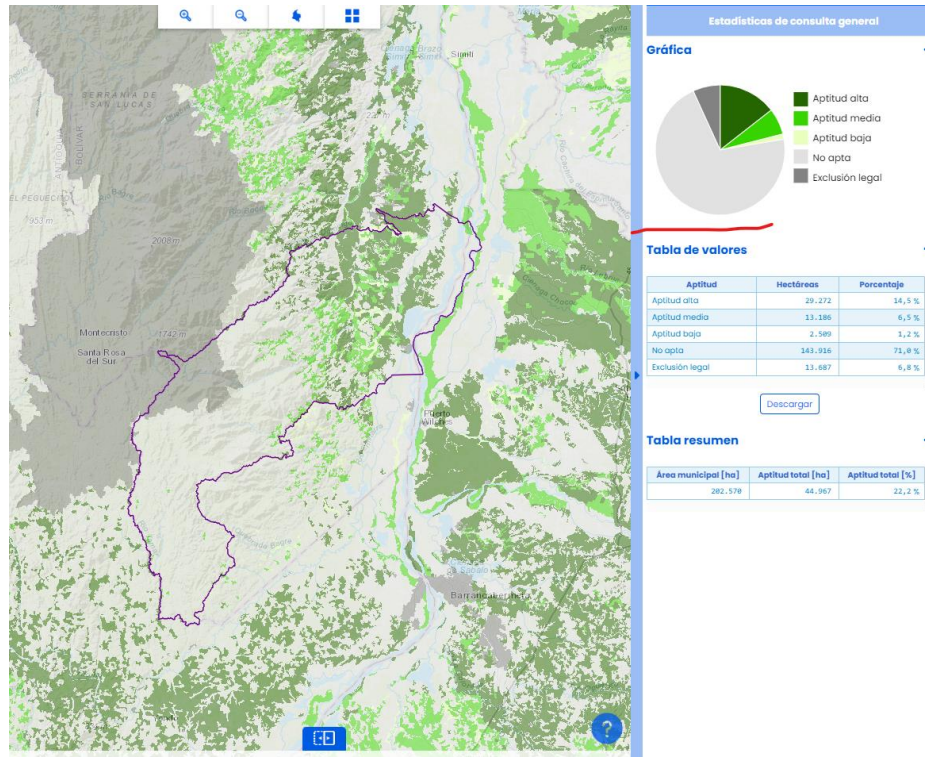 Simití
SERRANÍA DE
SAN LUCAS
BOLÍVAR
953 m
2008 m
Montecristo
1742 m
Santa Rosa
del Sur
Puerto
Wilches
Barrancabermeja
?
Estadísticas de consulta general
Gráfica
Aptitud alta
Aptitud media
Aptitud baja
No apta
Exclusión legal
Tabla de valores
Aptitud Hectáreas Porcentaje
Aptitud alta 29.272 14,5 %
Aptitud media 13.186 6,5 %
Aptitud baja 2.509 1,2 %
No apta 143.916 71,0 %
Exclusión legal 13.687 6,8 %
Descargar
Tabla resumen
Área municipal [ha] Aptitud total [ha] Aptitud total [%]
202.570 44.967 22,2 %